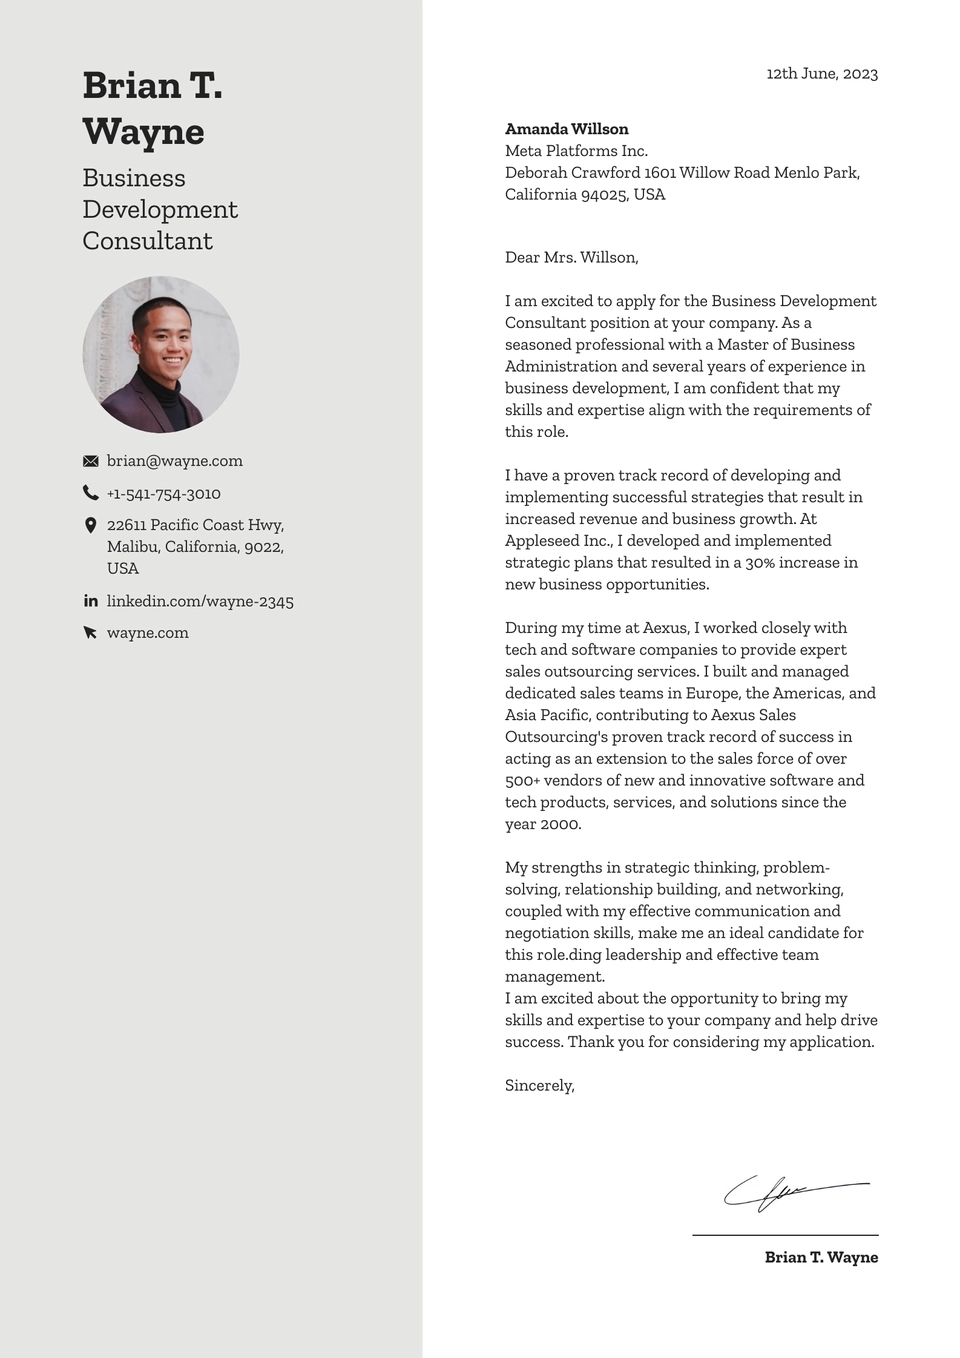 Brian T.
Wayne
Business
Development
Consultant
brian@wayne.com
+1-541-754-3010
22611 Pacific Coast Hwy,
Malibu, California, 9022,
USA
linkedin.com/wayne-2345
wayne.com
12th June, 2023
Amanda Willson
Meta Platforms Inc.
Deborah Crawford 1601 Willow Road Menlo Park,
California 94025, USA
Dear Mrs. Willson,
I am excited to apply for the Business Development
Consultant position at your company. As a
seasoned professional with a Master of Business
Administration and several years of experience in
business development, I am confident that my
skills and expertise align with the requirements of
this role.
I have a proven track record of developing and
implementing successful strategies that result in
increased revenue and business growth. At
Appleseed Inc., I developed and implemented
strategic plans that resulted in a 30% increase in
new business opportunities.
During my time at Aexus, I worked closely with
tech and software companies to provide expert
sales outsourcing services. I built and managed
dedicated sales teams in Europe, the Americas, and
Asia Pacific, contributing to Aexus Sales
Outsourcing's proven track record of success in
acting as an extension to the sales force of over
500+ vendors of new and innovative software and
tech products, services, and solutions since the
year 2000.
My strengths in strategic thinking, problem-
solving, relationship building, and networking,
coupled with my effective communication and
negotiation skills, make me an ideal candidate for
this role.ding leadership and effective team
management.
I am excited about the opportunity to bring my
skills and expertise to your company and help drive
success. Thank you for considering my application.
Sincerely,
Brian T. Wayne